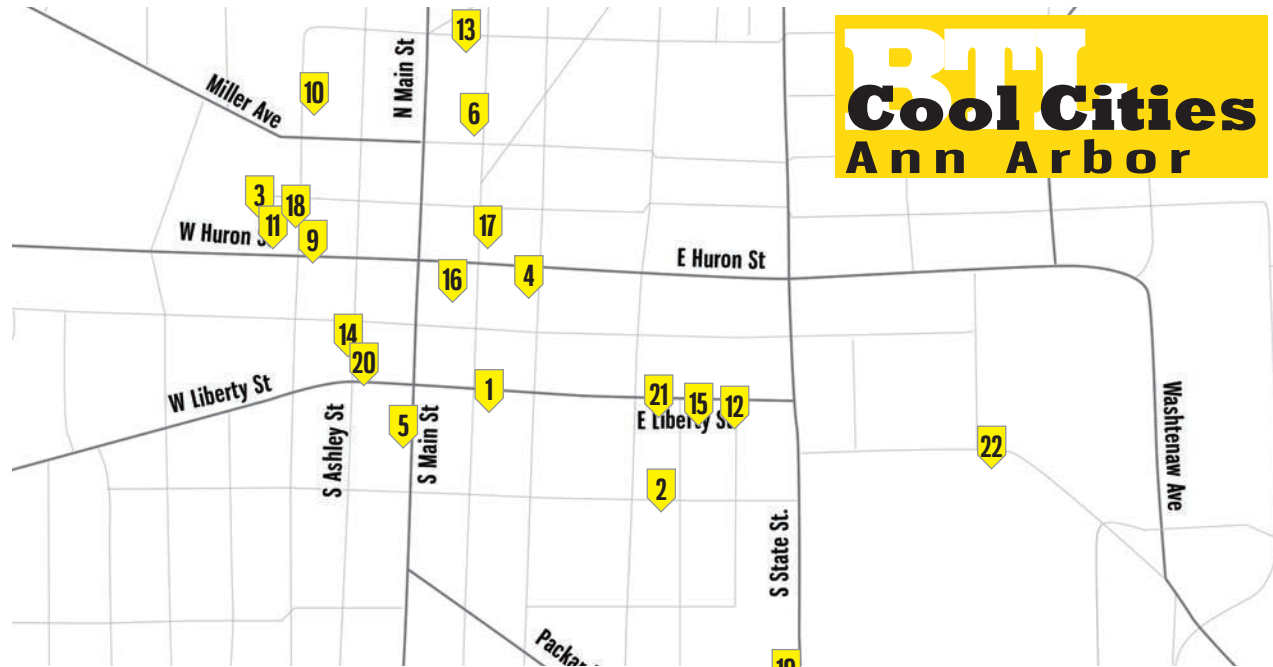 BTL
Cool Cities
Ann Arbor
13
N Main St
10
Miller Ave
6
3
18
11
W Huron
9
17
16
4
E Huron St
14
20
W Liberty St
1
5
S Ashley St
S Main St
21
15
12
E Liberty St
2
22
Washtenaw Ave
S State St.
19